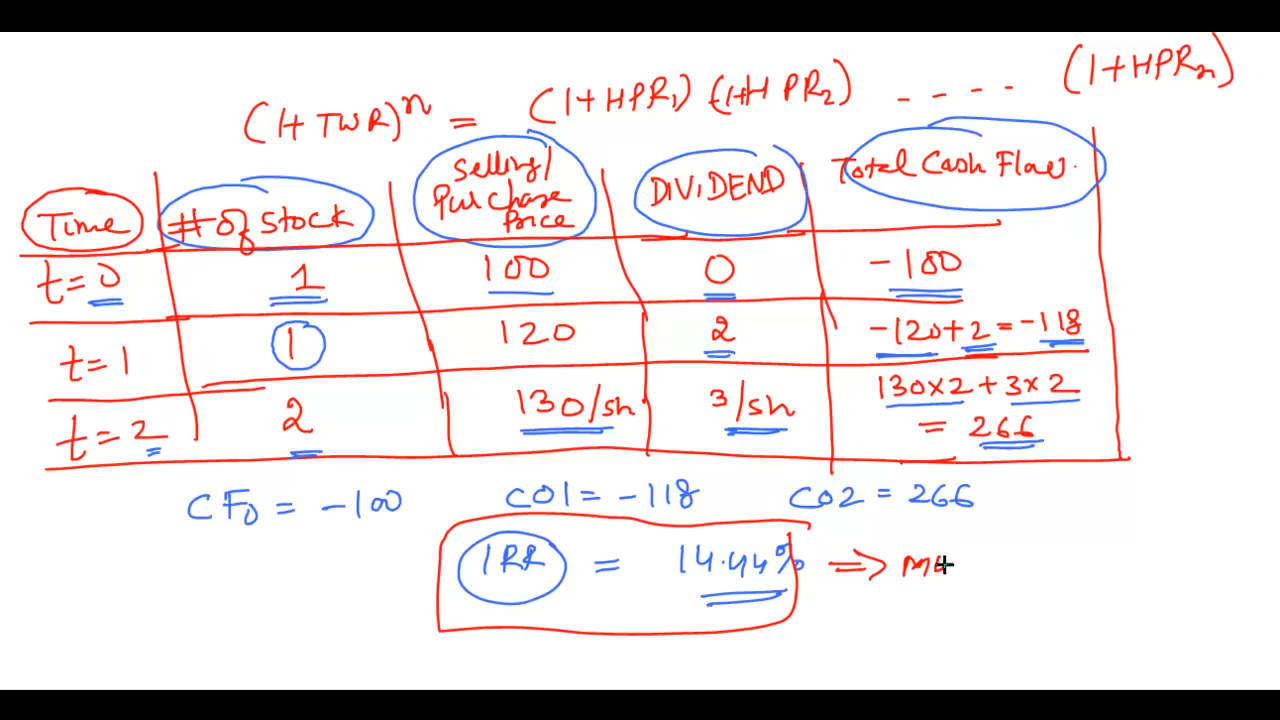 (1+TWR)^n = (1+HPR₁) (1+HPR₂) ---- (1+HPRₙ)
Time | # of Stock | Selling/ Purchase Price | DIVIDEND | Total Cash Flows.
t=0 | 1 | 100 | 0 | -100
t=1 | 1 | 120 | 2 | -120+2=-118
t=2 | 2 | 130/sh | 3/sh | 130×2+3×2
= 266
CF₀ = -100 CO1 = -118 CO2 = 266
IRR = 14.44% =>